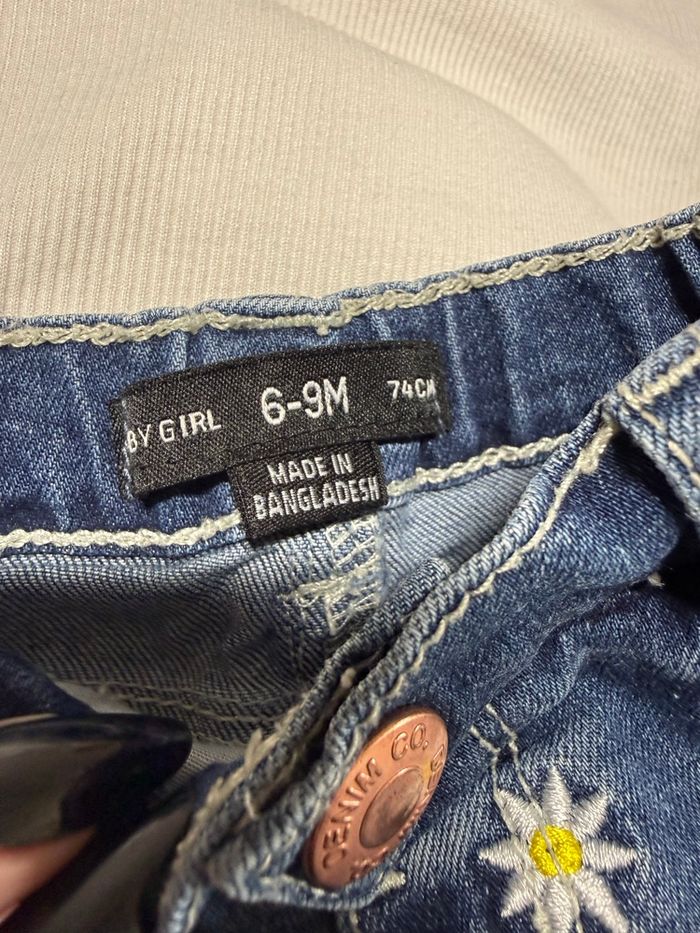 BY GIRL 6-9M 74CM
MADE IN
BANGLADESH
DENIM CO.